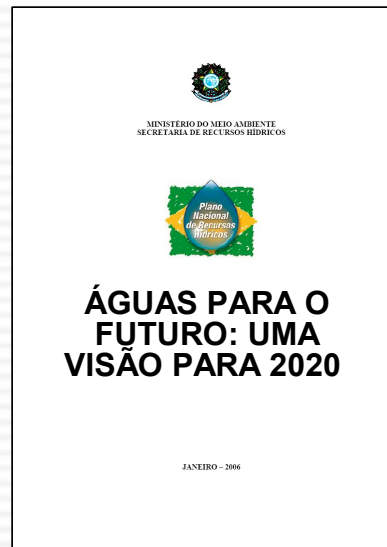 MINISTÉRIO DO MEIO AMBIENTE
SECRETARIA DE RECURSOS HÍDRICOS
Plano
Nacional
de Recursos
Hídricos
ÁGUAS PARA O
FUTURO: UMA
VISÃO PARA 2020
JANEIRO – 2006